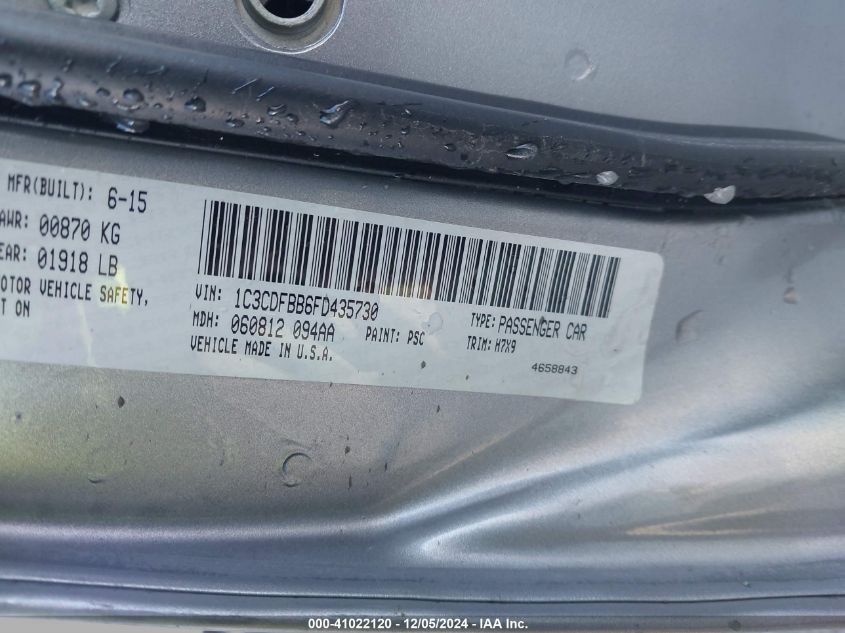 MFR(BUILT): 6-15
AWR: 00870 KG
EAR: 01918 LB
OTOR VEHICLE SAFETY,
T ON
VIN: 1C3CDFBB6FD435730
TYPE: PASSENGER CAR
MDH: 060812 094AA
PAINT: PSC
TRIM: H7X9
VEHICLE MADE IN U.S.A.
4658843
000-41022120 - 12/05/2024 - IAA Inc.